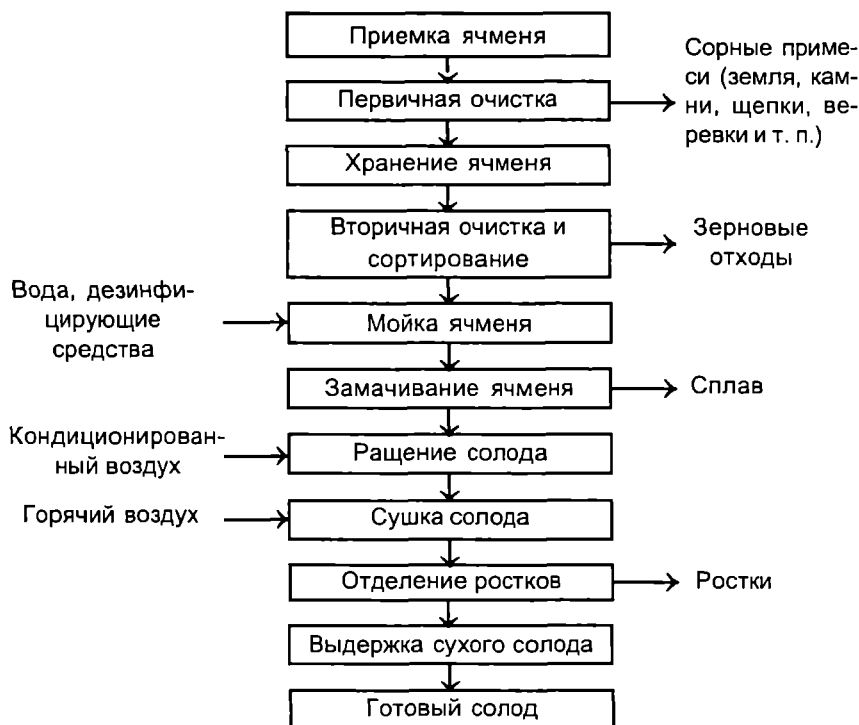 Приемка ячменя
Первичная очистка
Сорные приме-
си (земля, кам-
ни, щепки, ве-
ревки и т. п.)
Хранение ячменя
Вторичная очистка и
сортирование
Зерновые
отходы
Вода, дезинфи-
цирующие
средства
Мойка ячменя
Замачивание ячменя
Сплав
Кондиционирован-
ный воздух
Ращение солода
Горячий воздух
Сушка солода
Отделение ростков
Ростки
Выдержка сухого солода
Готовый солод